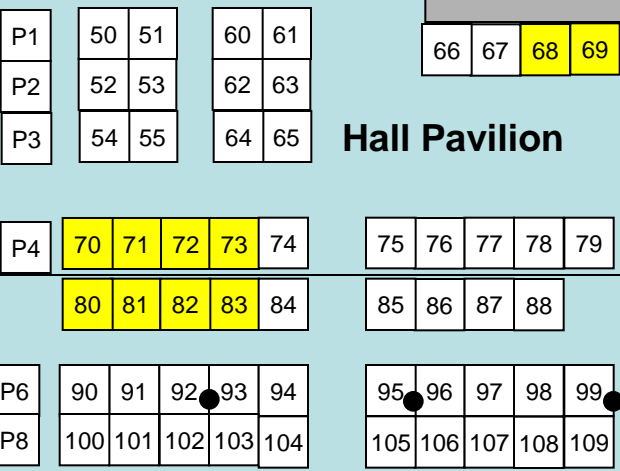 P1 50 51 60 61
66 67 68 69
P2 52 53 62 63
P3 54 55 64 65
Hall Pavilion
P4 70 71 72 73 74 75 76 77 78 79
80 81 82 83 84 85 86 87 88
P6 90 91 92 93 94 95 96 97 98 99
P8 100 101 102 103 104 105 106 107 108 109